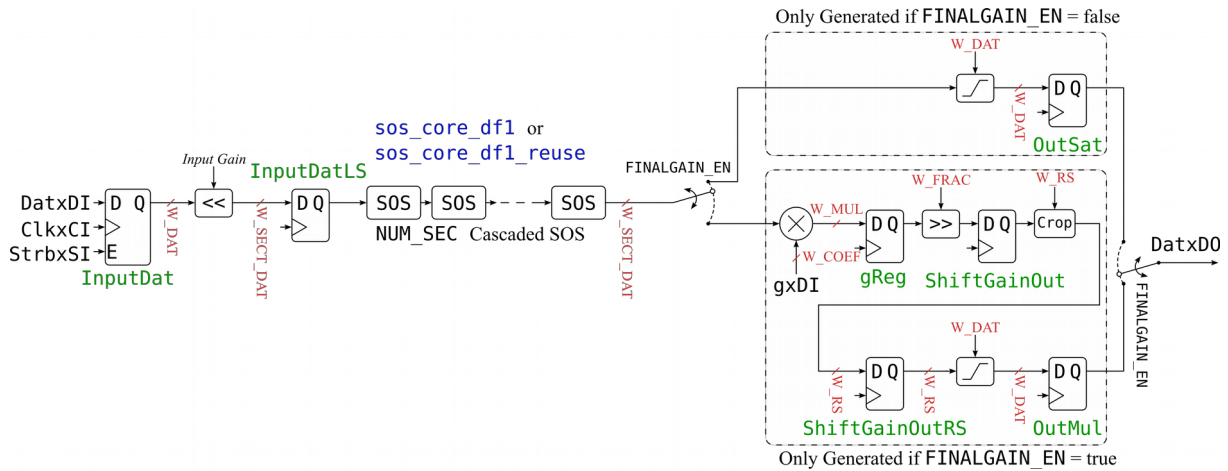 Only Generated if FINALGAIN_EN = false
W_DAT
D Q
W_DAT
OutSat
sos_core_df1 or
sos_core_df1_reuse
Input Gain
InputDatLS
FINALGAIN_EN
DatxDI
ClkxCI
StrbxSI
D Q
E
InputDat
W_DAT
<<
W_SECT_DAT
D Q
SOS
SOS
SOS
NUM_SEC Cascaded SOS
W_SECT_DAT
W_FRAC
W_RS
W_MUL
D Q
>>
D Q
Crop
W_COEF
gxDI
gReg
ShiftGainOut
DatxDO
FINALGAIN_EN
W_DAT
W_RS
D Q
W_RS
W_DAT
D Q
ShiftGainOutRS
OutMul
Only Generated if FINALGAIN_EN = true